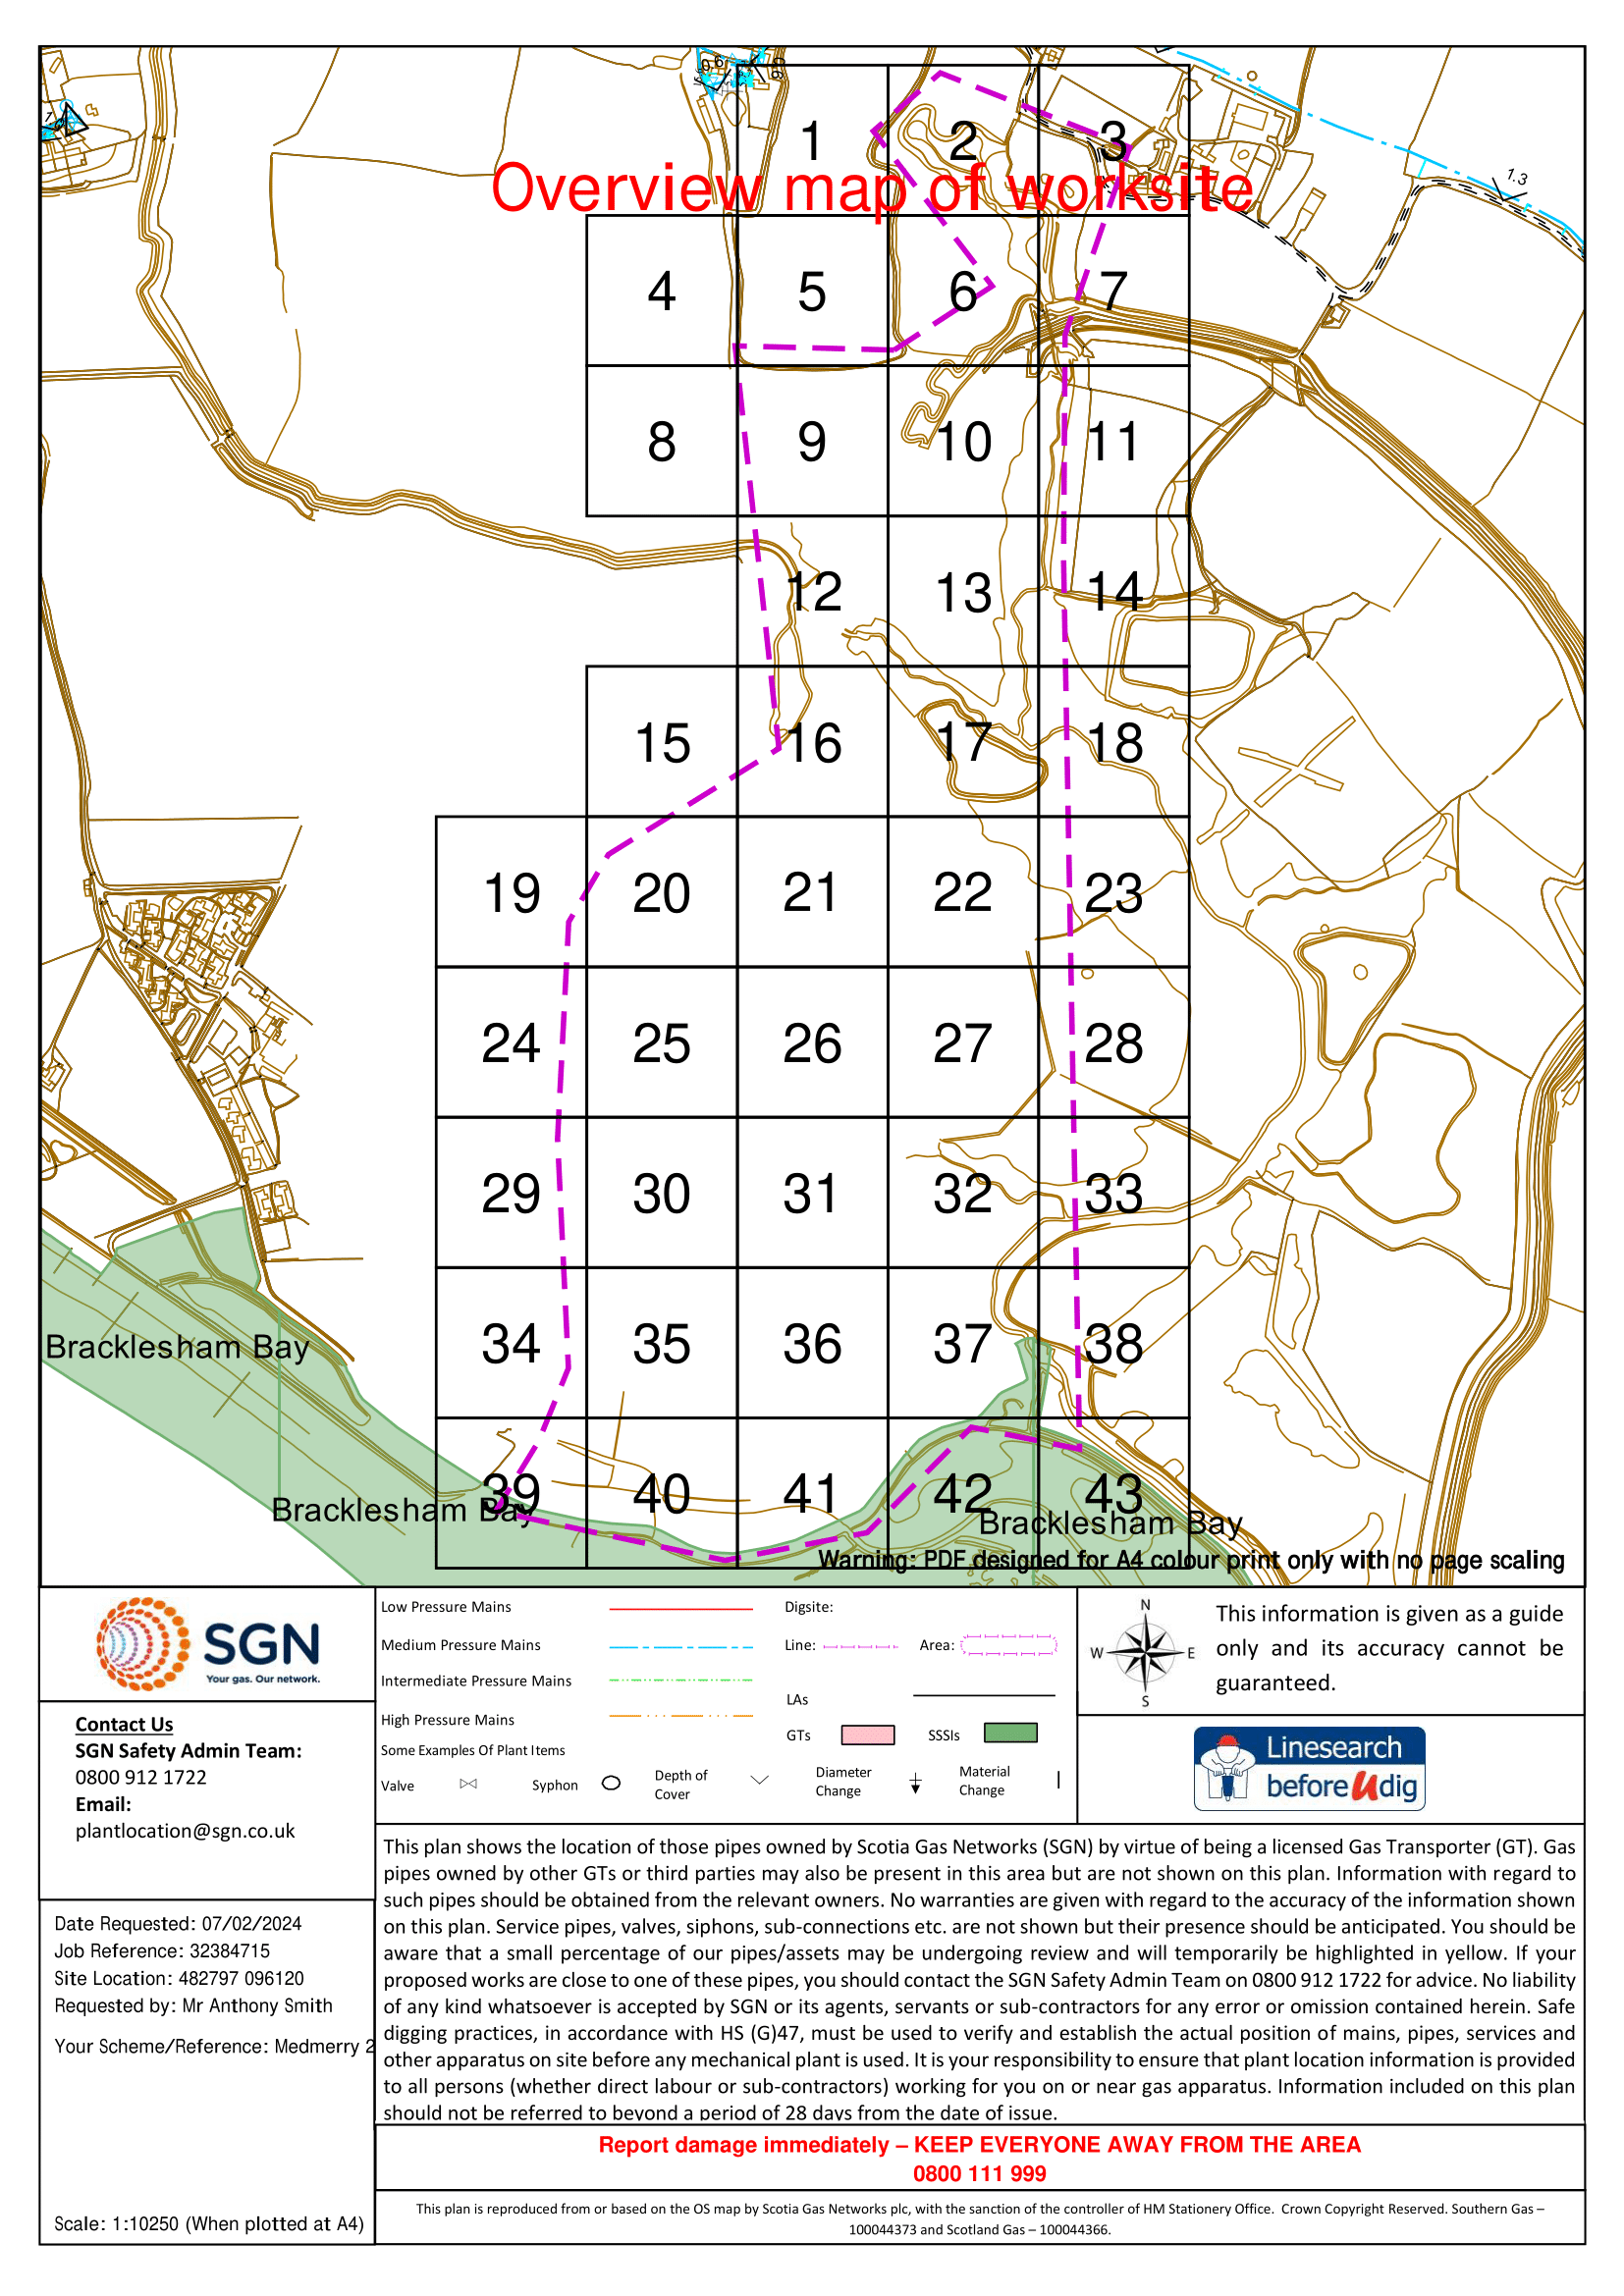 0.6
0.6
1
2
3
Overview map of worksite
1.3
4
5
6
7
8
9
10
11
12
13
14
15
16
17
18
19
20
21
22
23
24
25
26
27
28
29
30
31
32
33
34
35
36
37
38
Bracklesham Bay
39
40
41
42
43
Bracklesham Bay
Bracklesham Bay
Warning: PDF designed for A4 colour print only with no page scaling
SGN
Your gas. Our network.
Contact Us
SGN Safety Admin Team:
0800 912 1722
Email:
plantlocation@sgn.co.uk
Date Requested: 07/02/2024
Job Reference: 32384715
Site Location: 482797 096120
Requested by: Mr Anthony Smith
Your Scheme/Reference: Medmerry 2
Scale: 1:10250 (When plotted at A4)
Low Pressure Mains
Medium Pressure Mains
Intermediate Pressure Mains
High Pressure Mains
Some Examples Of Plant Items
Valve
Syphon
Depth of
Cover
Diameter
Change
Material
Change
Digsite:
Line:
Area:
LAs
GTs
SSSIs
N
W
E
S
This information is given as a guide
only and its accuracy cannot be
guaranteed.
Linesearch
before U dig
This plan shows the location of those pipes owned by Scotia Gas Networks (SGN) by virtue of being a licensed Gas Transporter (GT). Gas
pipes owned by other GTs or third parties may also be present in this area but are not shown on this plan. Information with regard to
such pipes should be obtained from the relevant owners. No warranties are given with regard to the accuracy of the information shown
on this plan. Service pipes, valves, siphons, sub-connections etc. are not shown but their presence should be anticipated. You should be
aware that a small percentage of our pipes/assets may be undergoing review and will temporarily be highlighted in yellow. If your
proposed works are close to one of these pipes, you should contact the SGN Safety Admin Team on 0800 912 1722 for advice. No liability
of any kind whatsoever is accepted by SGN or its agents, servants or sub-contractors for any error or omission contained herein. Safe
digging practices, in accordance with HS (G)47, must be used to verify and establish the actual position of mains, pipes, services and
other apparatus on site before any mechanical plant is used. It is your responsibility to ensure that plant location information is provided
to all persons (whether direct labour or sub-contractors) working for you on or near gas apparatus. Information included on this plan
should not be referred to beyond a period of 28 days from the date of issue.
Report damage immediately – KEEP EVERYONE AWAY FROM THE AREA
0800 111 999
This plan is reproduced from or based on the OS map by Scotia Gas Networks plc, with the sanction of the controller of HM Stationery Office. Crown Copyright Reserved. Southern Gas –
100044373 and Scotland Gas – 100044366.